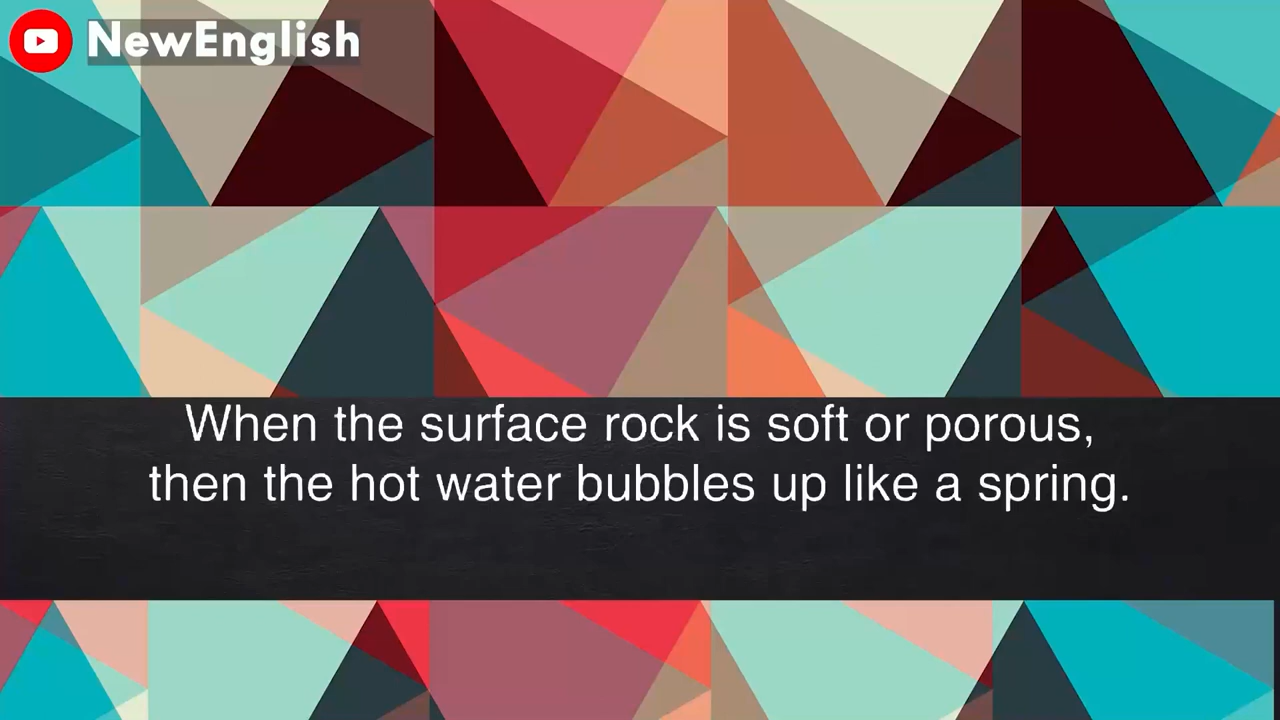 NewEnglish
When the surface rock is soft or porous,
then the hot water bubbles up like a spring.